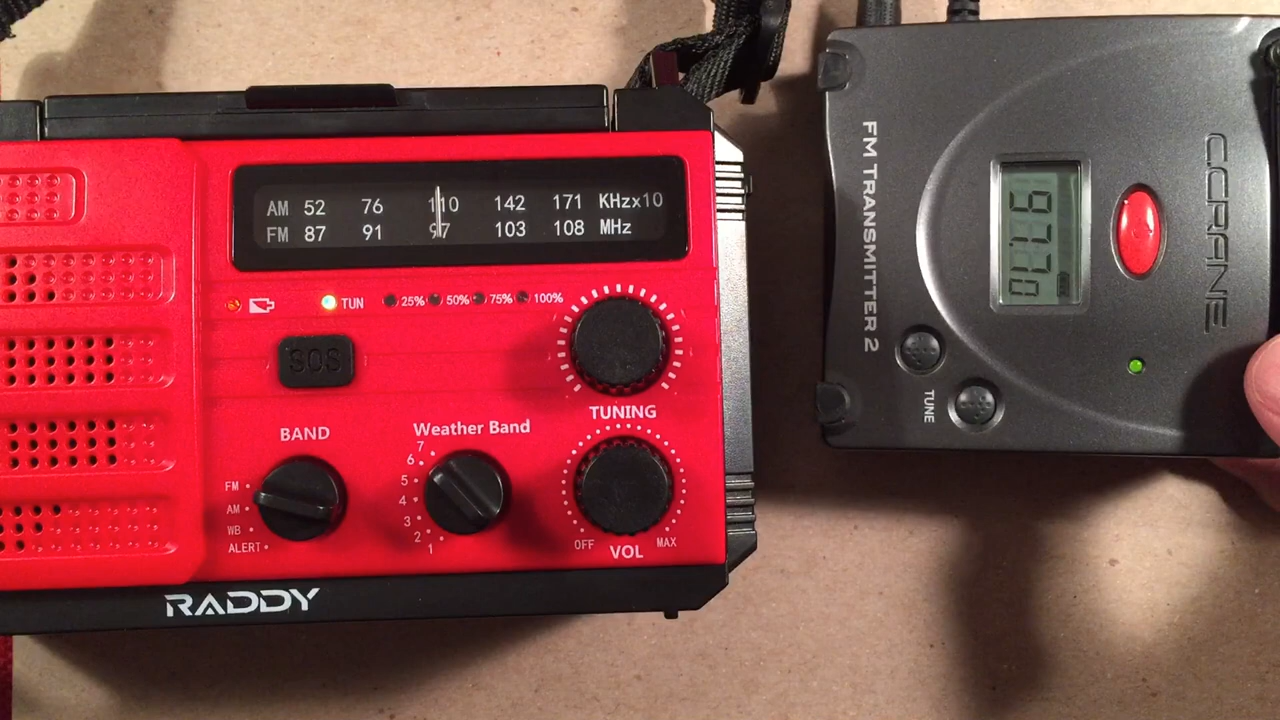 AM 52 76 110 142 171 KHzx10
FM 87 91 97 103 108 MHz
TUN 25% 50% 75% 100%
SOS
TUNING
BAND
FM
AM
WB
ALERT
Weather Band
7
6
5
4
3
2
1
OFF VOL MAX
RADDY
FM TRANSMITTER 2
TUNE
C.CRANE